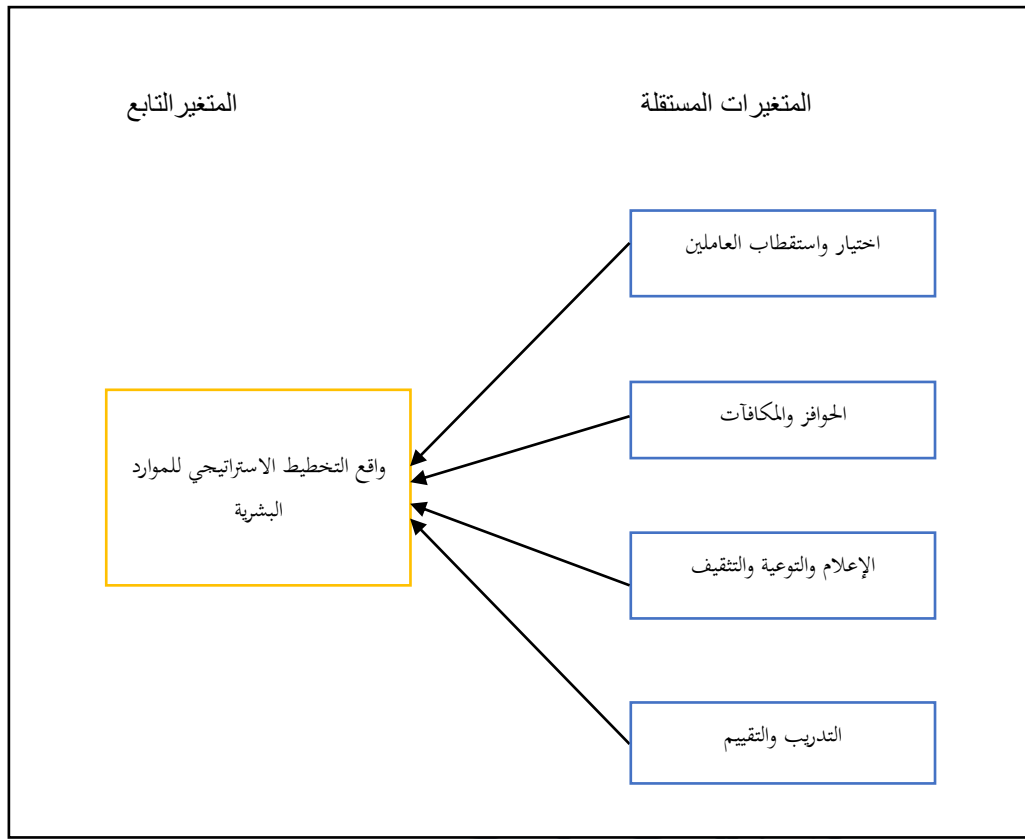 المتغيرات المستقلة
المتغير التابع
اختيار واستقطاب العاملين
الحوافز والمكافآت
واقع التخطيط الاستراتيجي للموارد
البشرية
الإعلام والتوعية والتثقيف
التدريب والتقييم